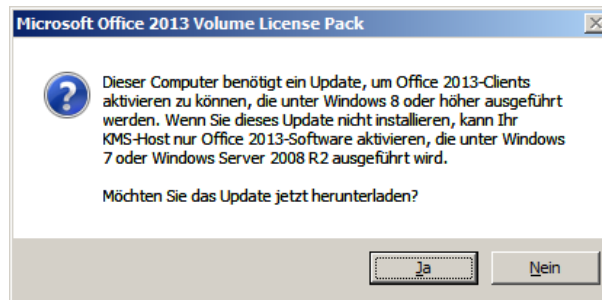 Microsoft Office 2013 Volume License Pack
Dieser Computer benötigt ein Update, um Office 2013-Clients
aktivieren zu können, die unter Windows 8 oder höher ausgeführt
werden. Wenn Sie dieses Update nicht installieren, kann Ihr
KMS-Host nur Office 2013-Software aktivieren, die unter Windows
7 oder Windows Server 2008 R2 ausgeführt wird.
Möchten Sie das Update jetzt herunterladen?
Ja Nein